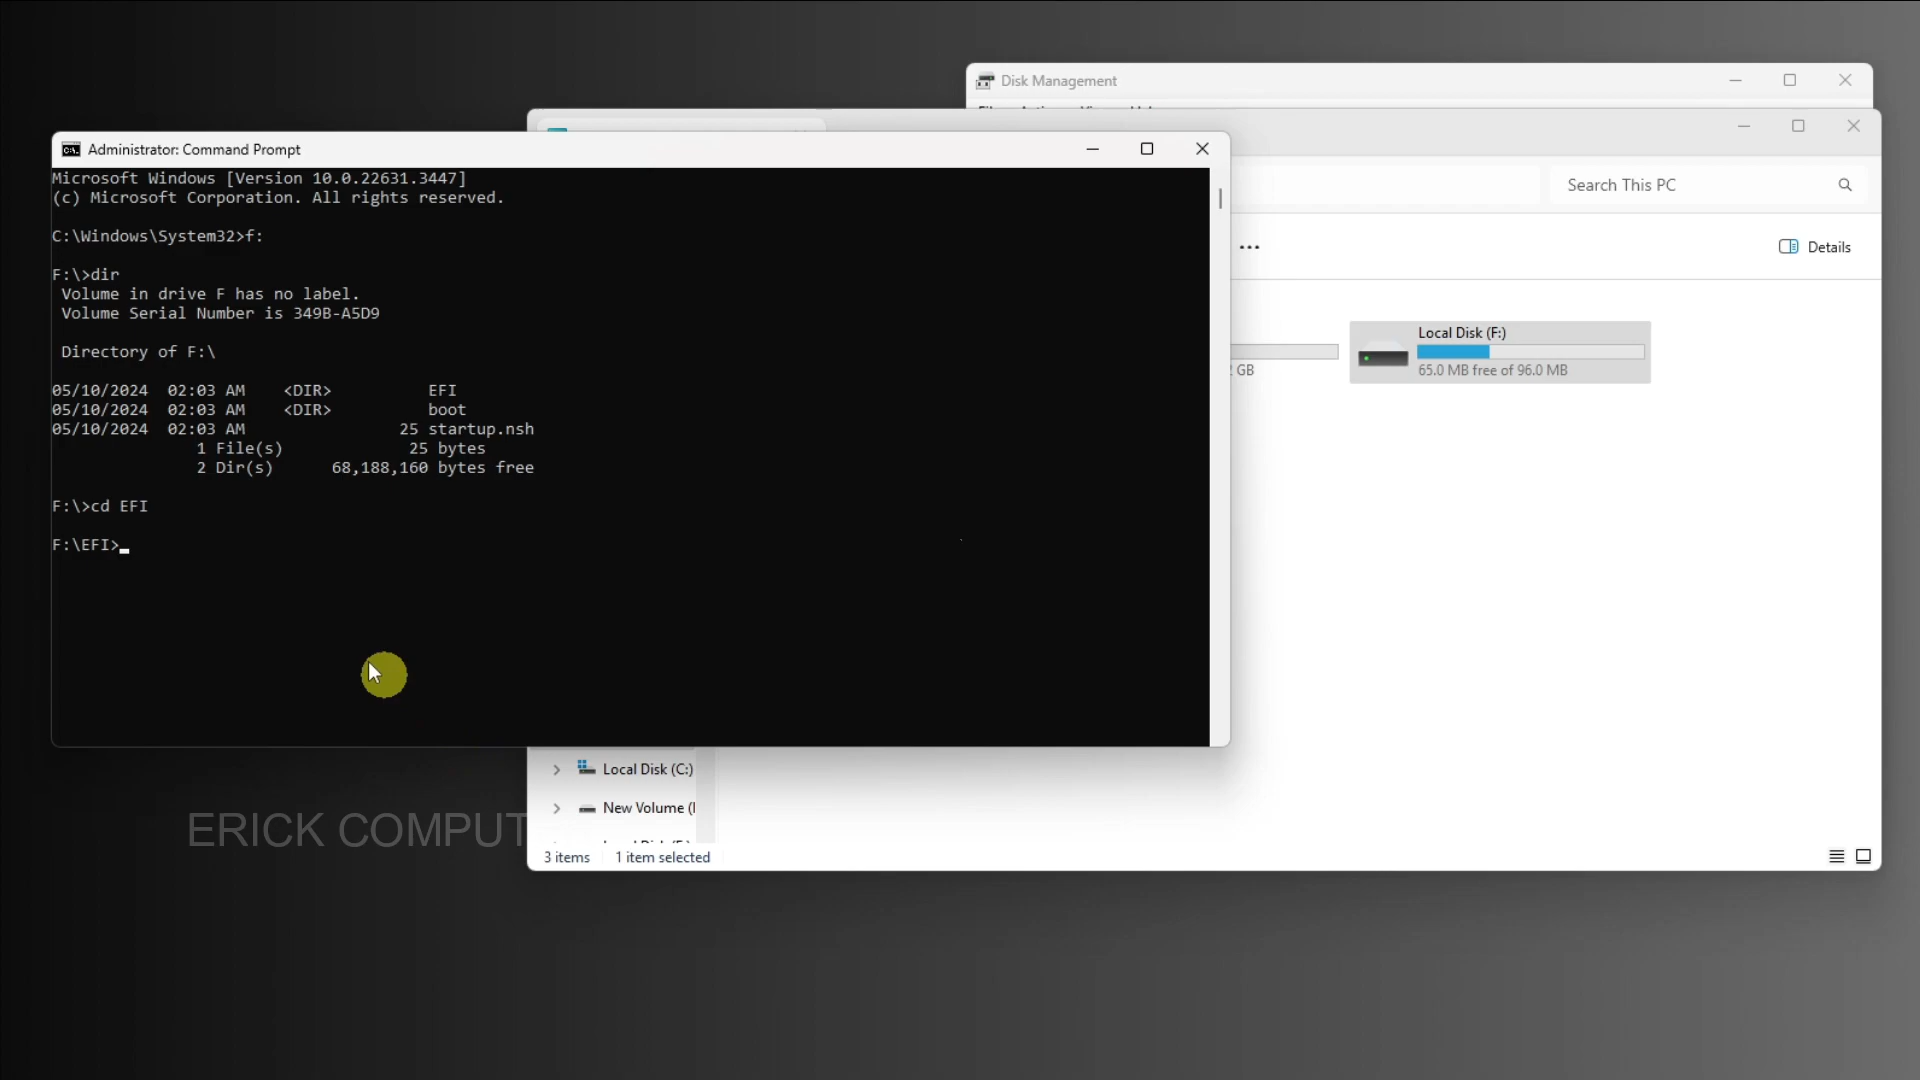 Disk Management
Administrator: Command Prompt
Microsoft Windows [Version 10.0.22631.3447]
(c) Microsoft Corporation. All rights reserved.
C:\Windows\System32>f:
F:\>dir
Volume in drive F has no label.
Volume Serial Number is 349B-A5D9
Directory of F:\
05/10/2024  02:03 AM    <DIR>          EFI
05/10/2024  02:03 AM    <DIR>          boot
05/10/2024  02:03 AM                25 startup.nsh
1 File(s)             25 bytes
2 Dir(s)      68,188,160 bytes free
F:\>cd EFI
F:\EFI>
Search This PC
Details
Local Disk (F:)
GB
65.0 MB free of 96.0 MB
Local Disk (C:)
New Volume
ERICK COMPUT
3 items
1 item selected